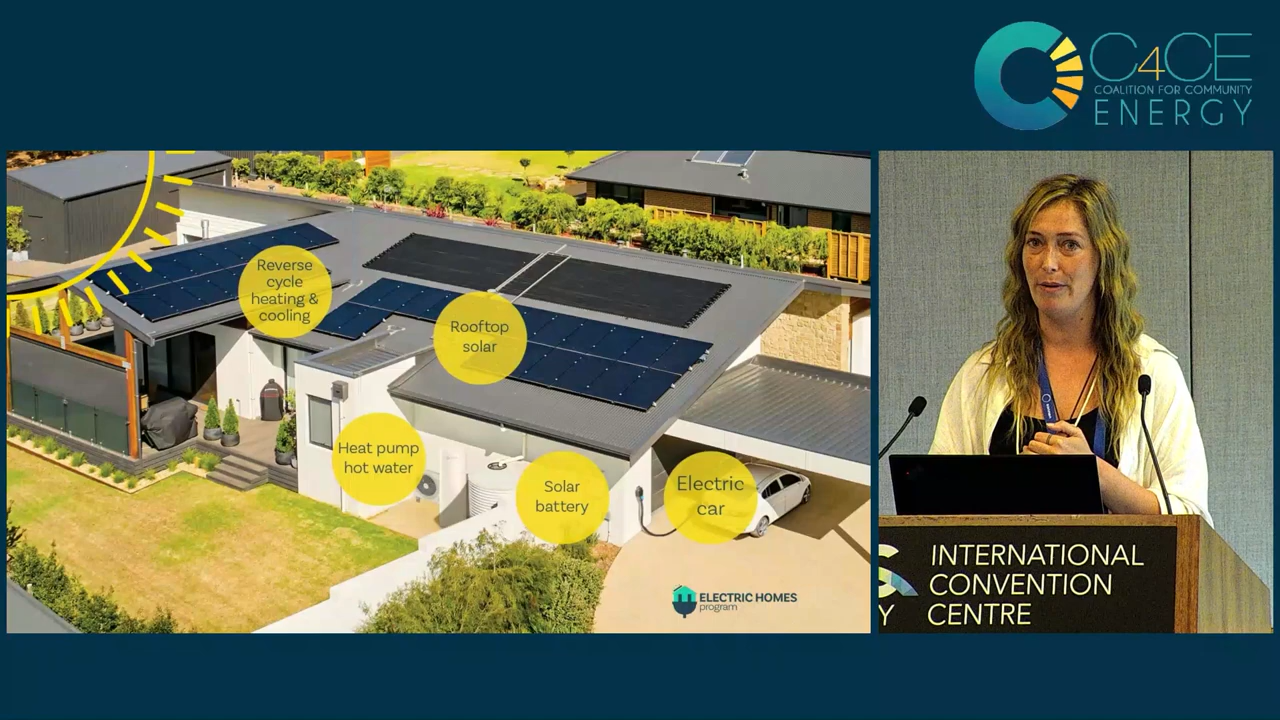 C4CE
COALITION FOR COMMUNITY
ENERGY
Reverse
cycle
heating &
cooling
Rooftop
solar
Heat pump
hot water
Solar
battery
Electric
car
ELECTRIC HOMES
program
INTERNATIONAL
CONVENTION
CENTRE